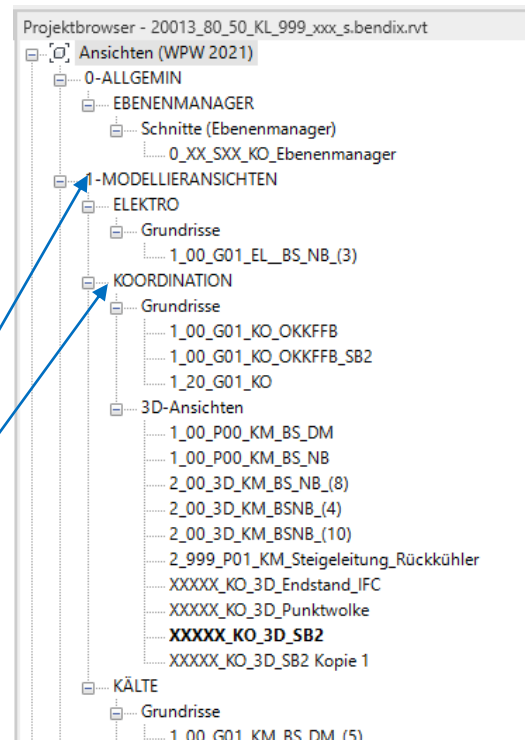 Projektbrowser - 20013_80_50_KL_999_xxx_s.bendix.rvt
Ansichten (WPW 2021)
0-ALLGEMIN
EBENENMANAGER
Schnitte (Ebenenmanager)
0_XX_SXX_KO_Ebenenmanager
1-MODELLIERANSICHTEN
ELEKTRO
Grundrisse
1_00_G01_EL__BS_NB_(3)
KOORDINATION
Grundrisse
1_00_G01_KO_OKKFFB
1_00_G01_KO_OKKFFB_SB2
1_20_G01_KO
3D-Ansichten
1_00_P00_KM_BS_DM
1_00_P00_KM_BS_NB
2_00_3D_KM_BS_NB_(8)
2_00_3D_KM_BSNB_(4)
2_00_3D_KM_BSNB_(10)
2_999_P01_KM_Steigeleitung_Rückkühler
XXXXX_KO_3D_Endstand_IFC
XXXXX_KO_3D_Punktwolke
XXXXX_KO_3D_SB2
XXXXX_KO_3D_SB2 Kopie 1
KÄLTE
Grundrisse
1_00_G01_KM_BS_DM_(5)